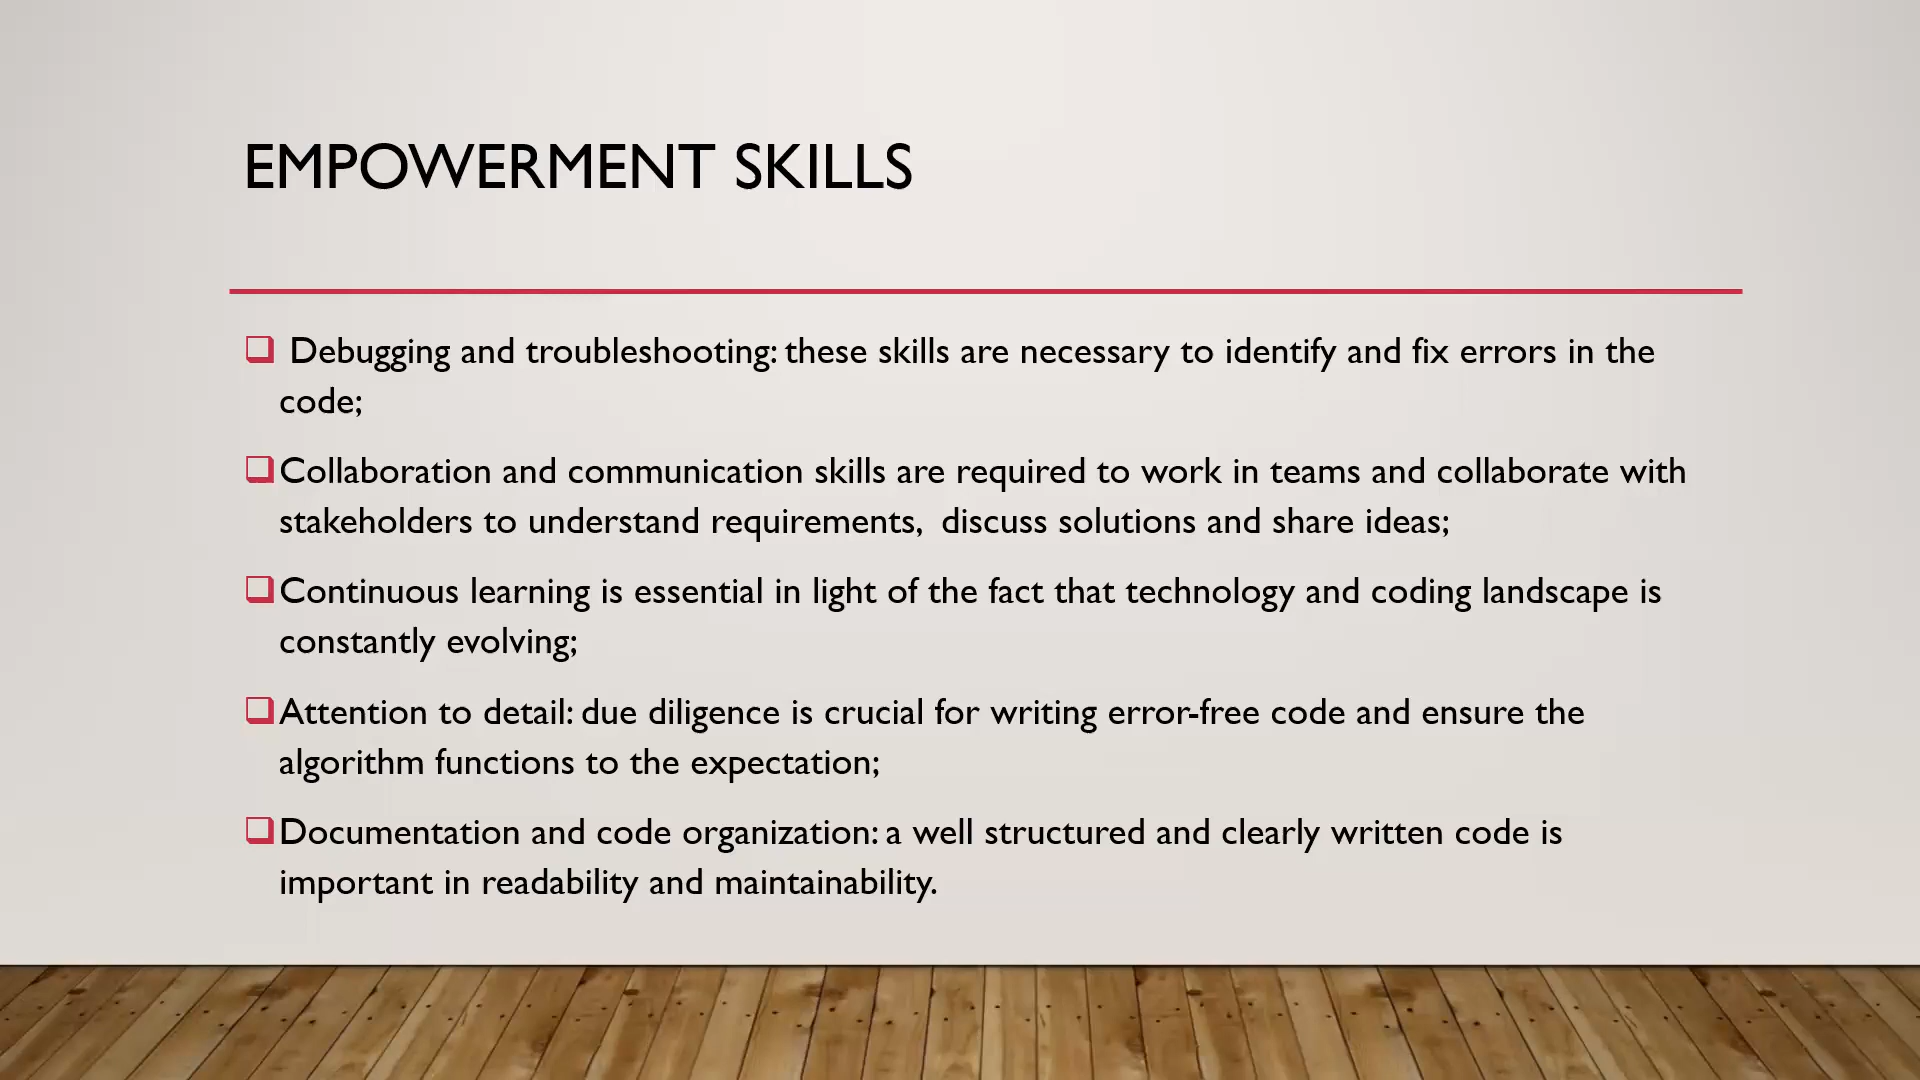 EMPOWERMENT SKILLS
Debugging and troubleshooting: these skills are necessary to identify and fix errors in the
code;
Collaboration and communication skills are required to work in teams and collaborate with
stakeholders to understand requirements,  discuss solutions and share ideas;
Continuous learning is essential in light of the fact that technology and coding landscape is
constantly evolving;
Attention to detail: due diligence is crucial for writing error-free code and ensure the
algorithm functions to the expectation;
Documentation and code organization: a well structured and clearly written code is
important in readability and maintainability.